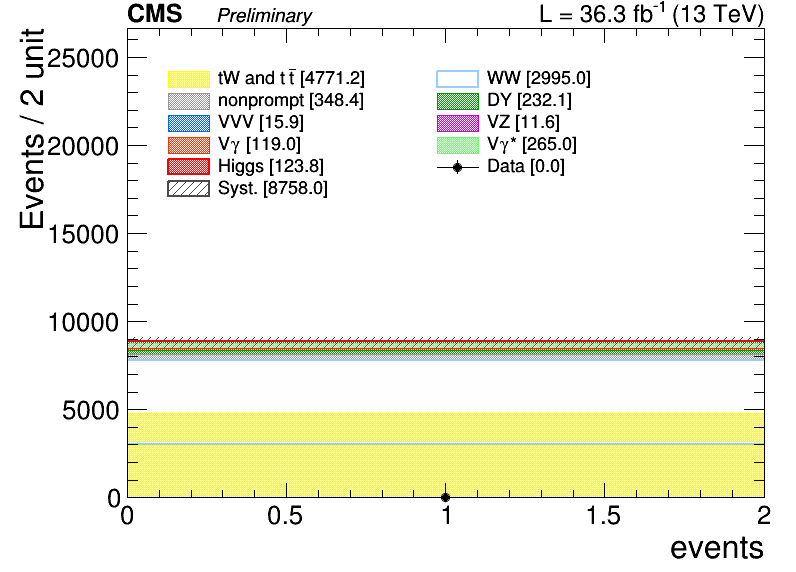 CMS Preliminary L = 36.3 fb⁻¹ (13 TeV)
Events / 2 unit
25000
20000
15000
10000
5000
0
tW and tt̄ [4771.2] WW [2995.0]
nonprompt [348.4] DY [232.1]
VVV [15.9] VZ [11.6]
Vγ [119.0] Vγ* [265.0]
Higgs [123.8] Data [0.0]
Syst. [8758.0]
0 0.5 1 1.5 2
events